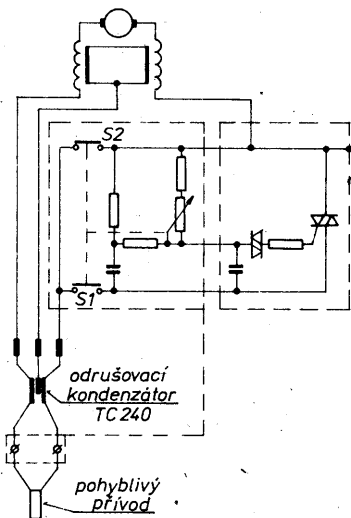 S2
S1
odrušovací
kondenzátor
TC 240
pohyblivý
přívod